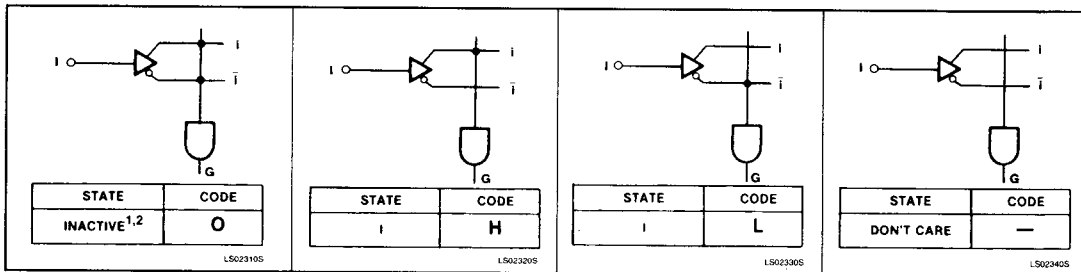 I
i
ī
G
STATE CODE
INACTIVE1,2 O
LS02310S
I
i
ī
G
STATE CODE
I H
LS02320S
I
i
ī
G
STATE CODE
I L
LS02330S
I
i
ī
G
STATE CODE
DON'T CARE —
LS02340S